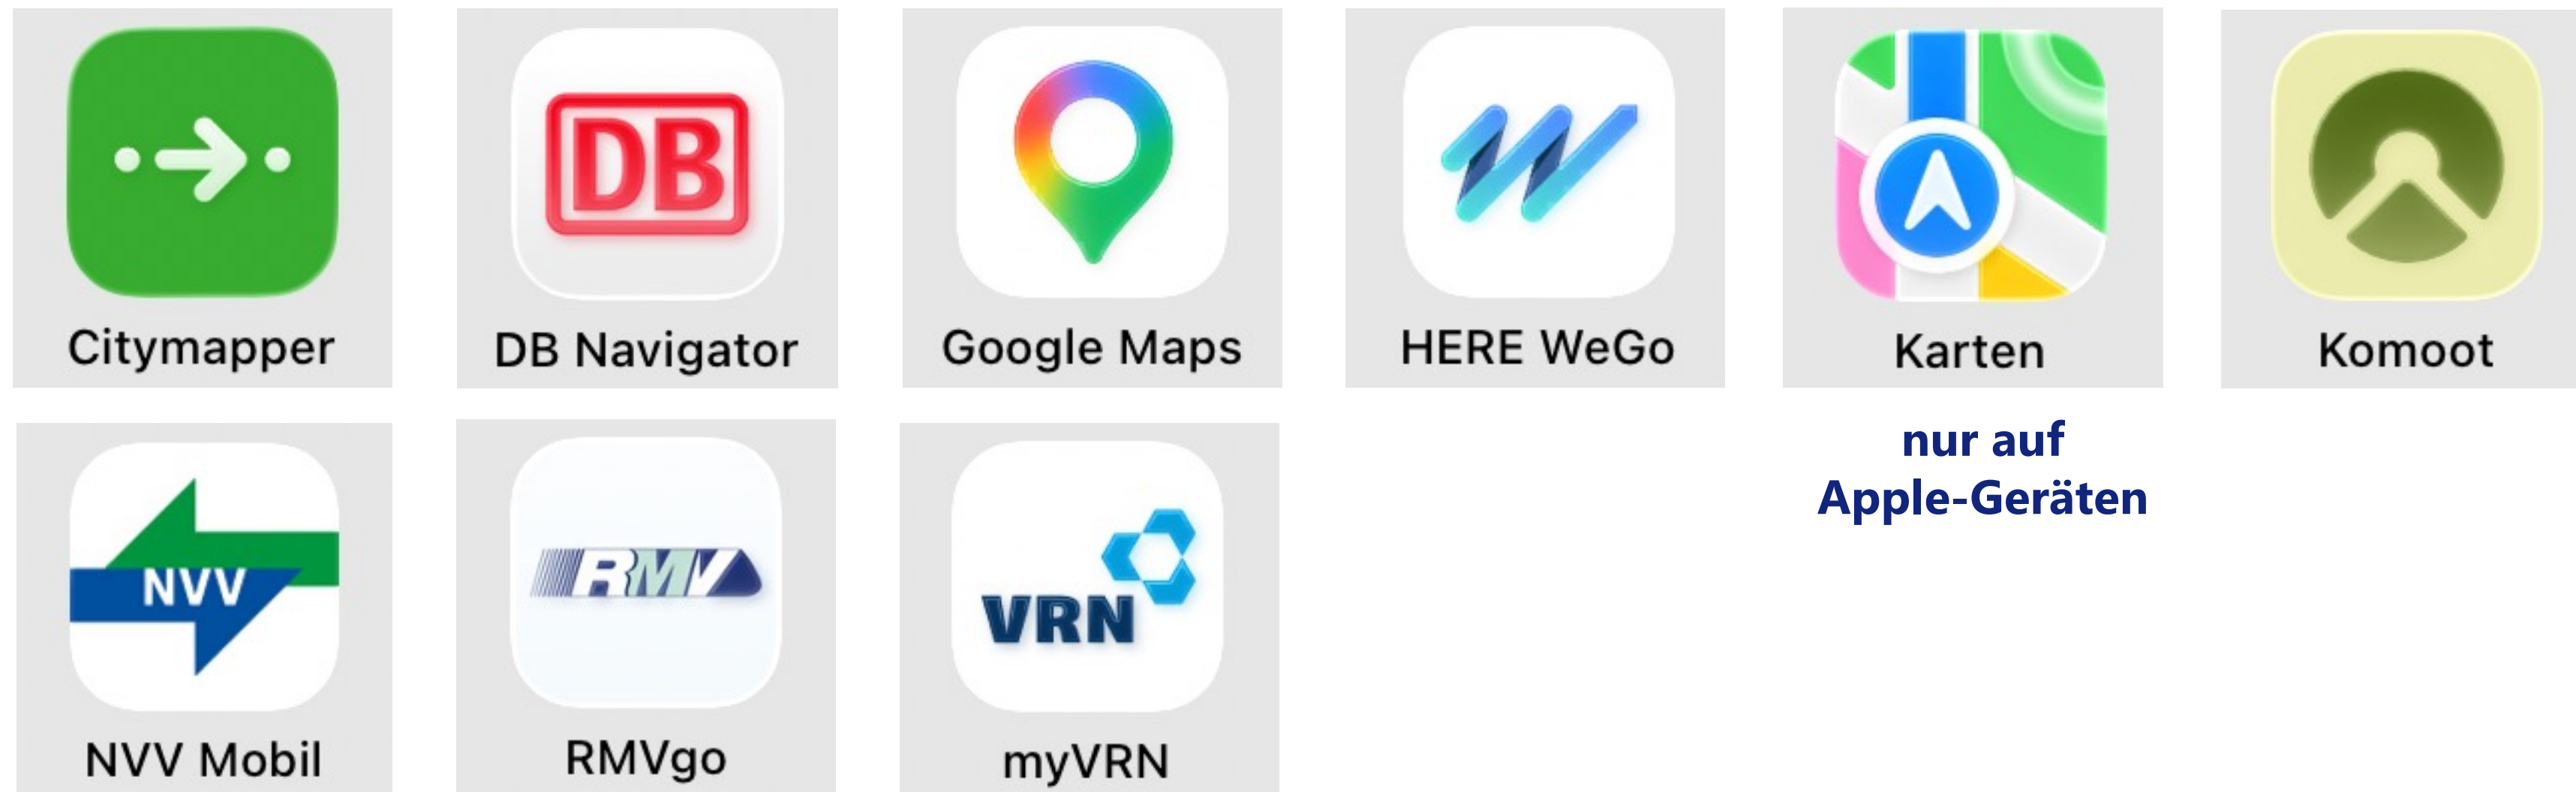 DB
Citymapper
DB Navigator
Google Maps
HERE WeGo
Karten
Komoot
nur auf
Apple-Geräten
NVV
RMV
VRN
NVV Mobil
RMVgo
myVRN